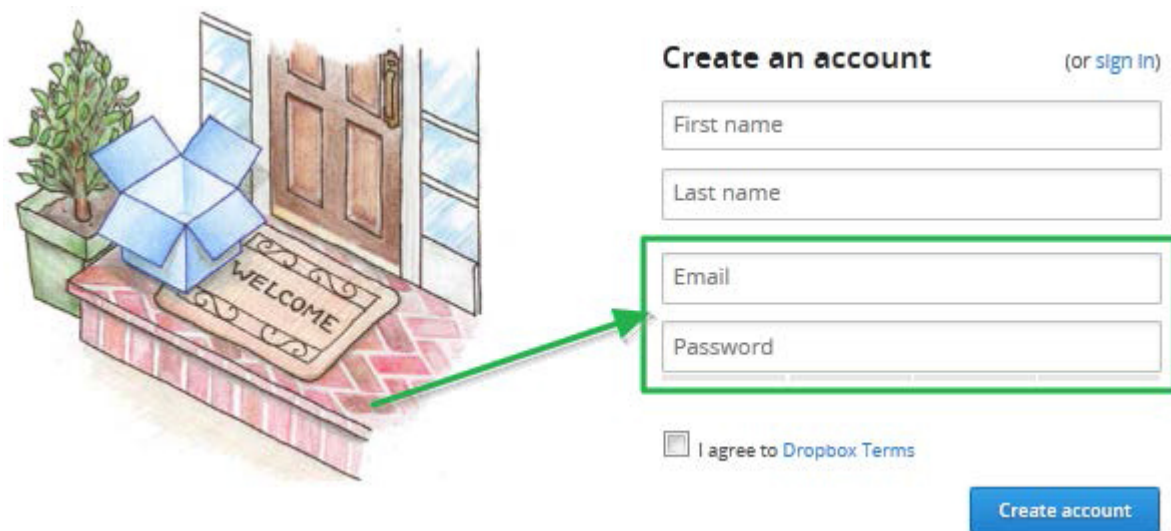 WELCOME
Create an account (or sign in)
First name
Last name
Email
Password
I agree to Dropbox Terms
Create account